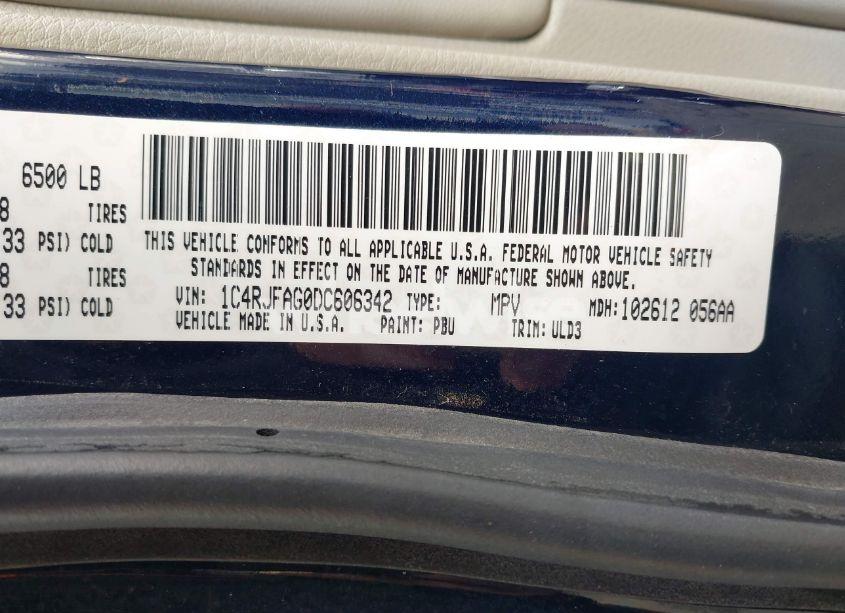 6500 LB
8 TIRES
33 PSI) COLD
8 TIRES
33 PSI) COLD
THIS VEHICLE CONFORMS TO ALL APPLICABLE U.S.A. FEDERAL MOTOR VEHICLE SAFETY
STANDARDS IN EFFECT ON THE DATE OF MANUFACTURE SHOWN ABOVE.
VIN: 1C4RJFAG0DC606342 TYPE: MPV MDH:102612 056AA
VEHICLE MADE IN U.S.A. PAINT: PBU TRIM: ULD3